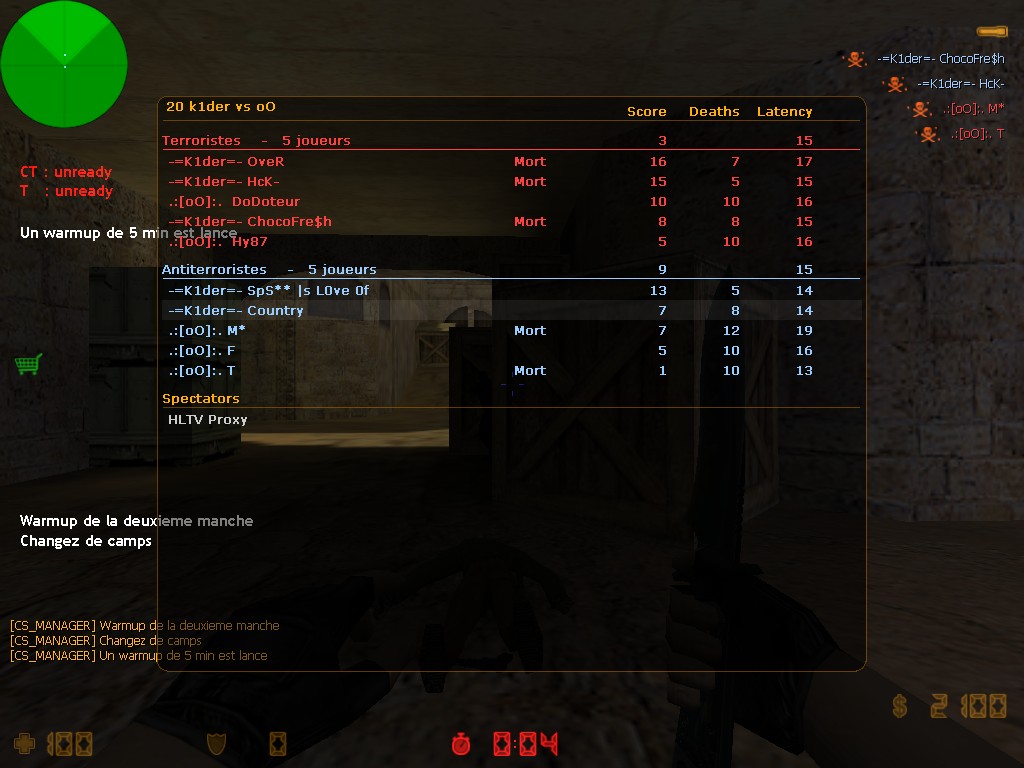 -=K1der=- ChocoFre$h
-=K1der=- HcK-
.:[oO]:. M*
.:[oO]:. T
20 k1der vs oO
Score Deaths Latency
Terroristes - 5 joueurs 3 15
-=K1der=- OveR Mort 16 7 17
-=K1der=- HcK- Mort 15 5 15
.:[oO]:. DoDoteur 10 10 16
-=K1der=- ChocoFre$h Mort 8 8 15
.:[oO]:. Hy87 5 10 16
Antiterroristes - 5 joueurs 9 15
-=K1der=- SpS** |s L0ve 0f 13 5 14
-=K1der=- Country 7 8 14
.:[oO]:. M* Mort 7 12 19
.:[oO]:. F 5 10 16
.:[oO]:. T Mort 1 10 13
Spectators
HLTV Proxy
CT : unready
T : unready
Un warmup de 5 min est lance
Warmup de la deuxieme manche
Changez de camps
[CS_MANAGER] Warmup de la deuxieme manche
[CS_MANAGER] Changez de camps
[CS_MANAGER] Un warmup de 5 min est lance
$ 2100
100 0 0:04